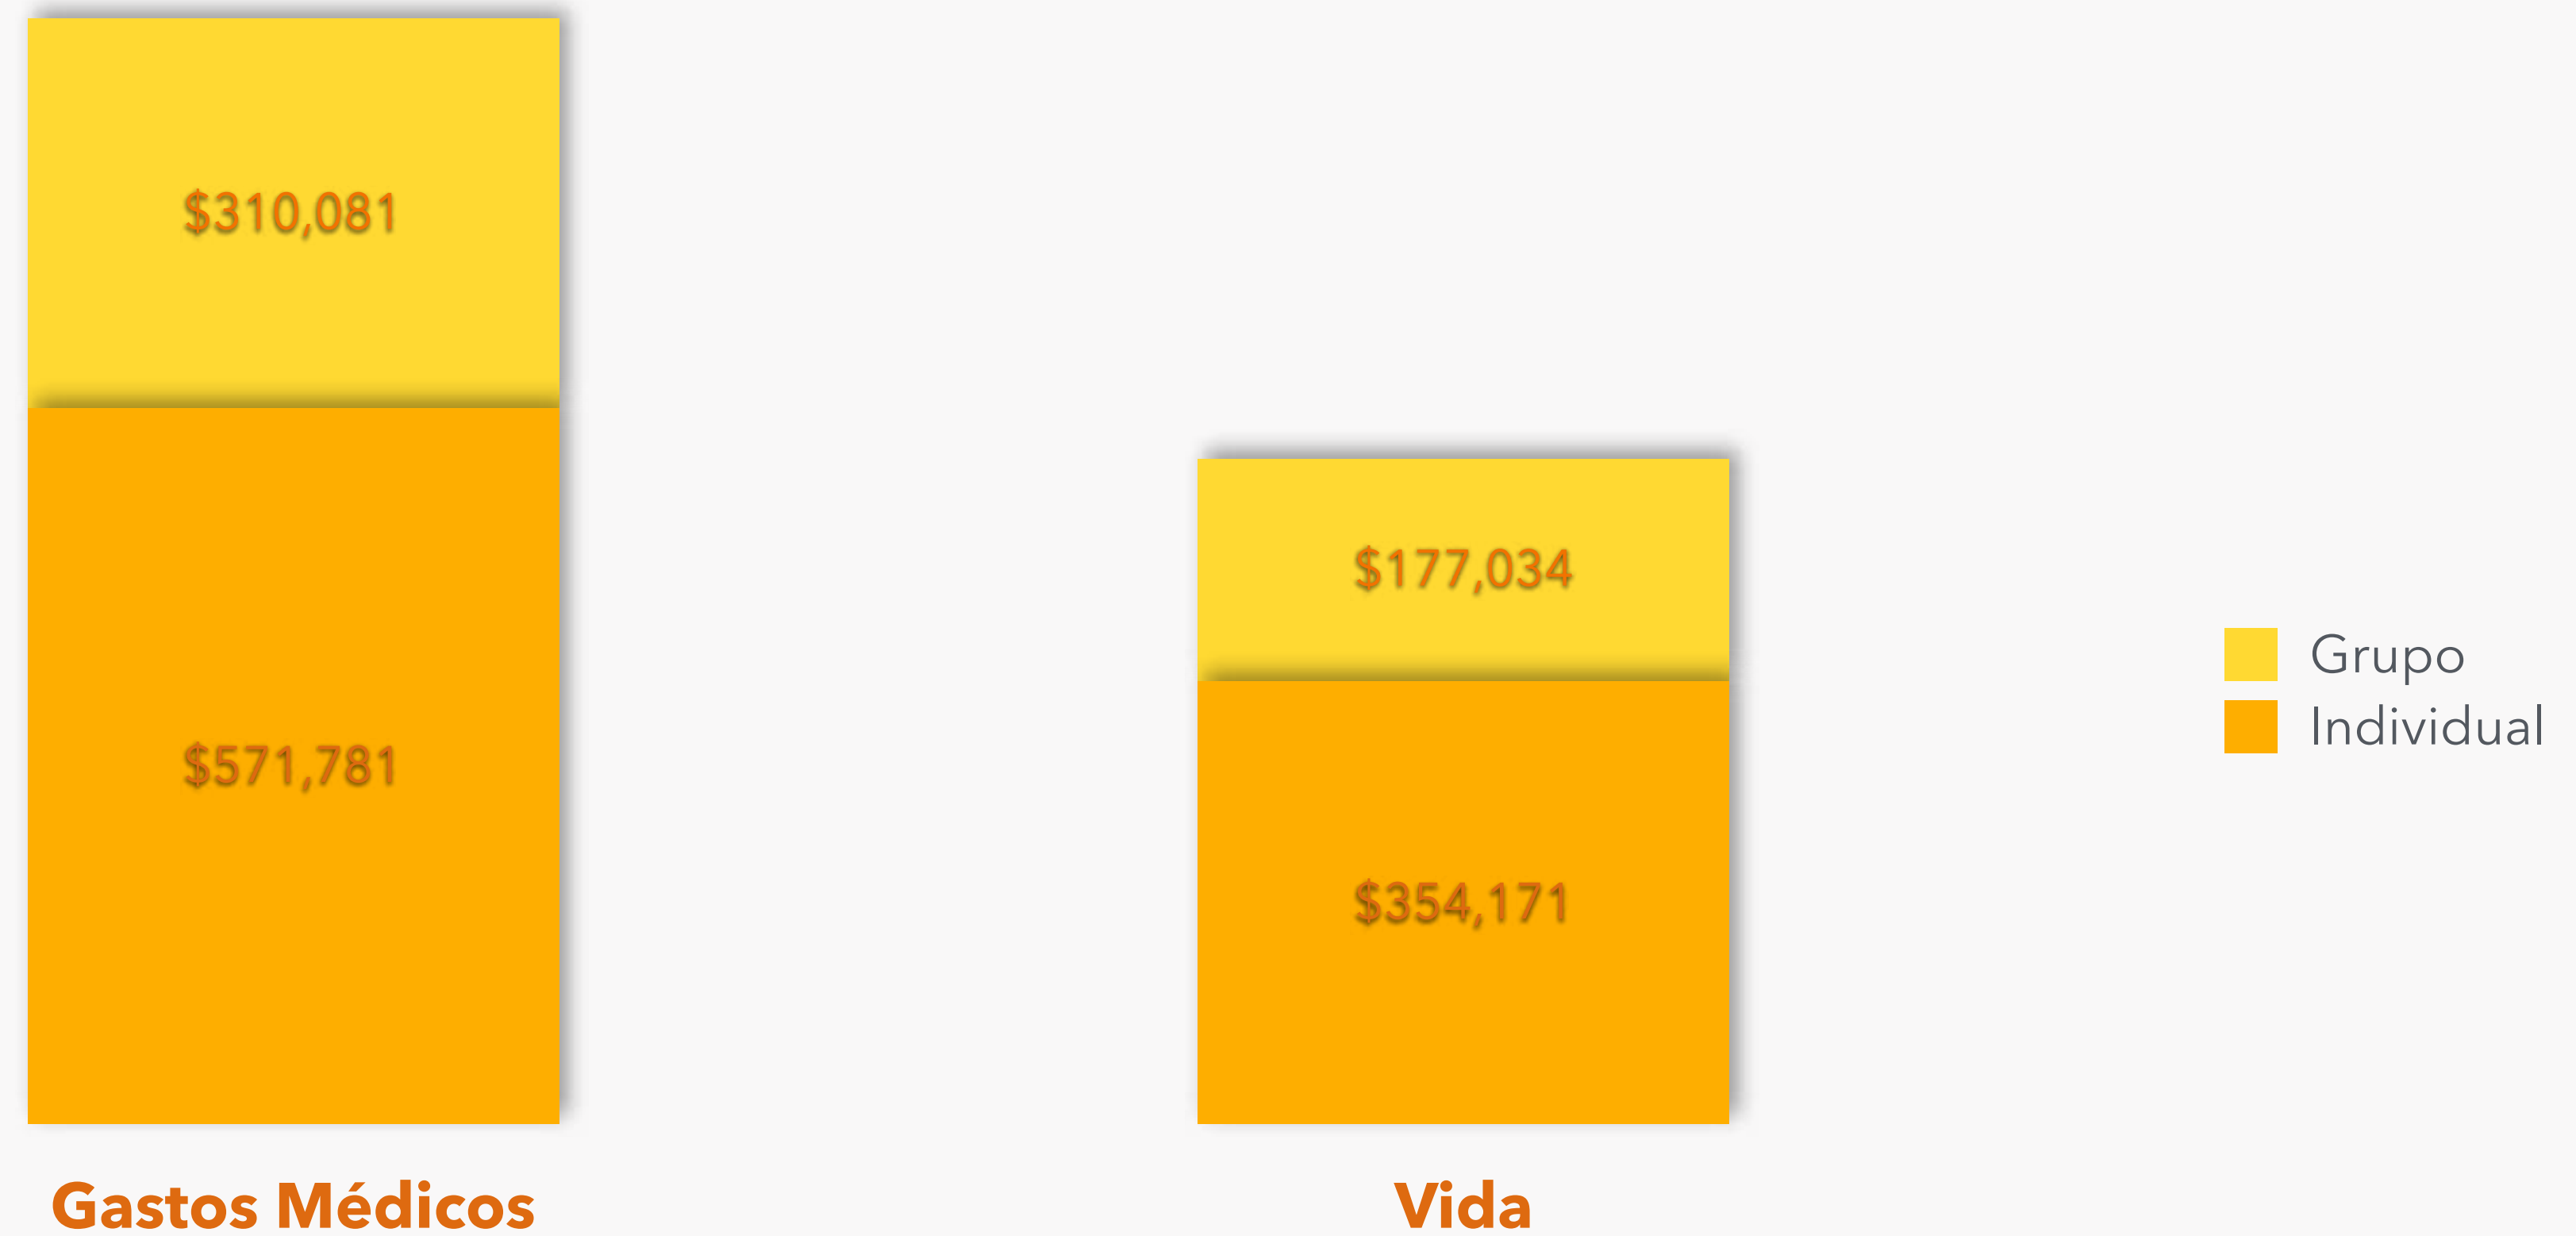 $310,081
$571,781
Gastos Médicos
$177,034
$354,171
Vida
Grupo
Individual